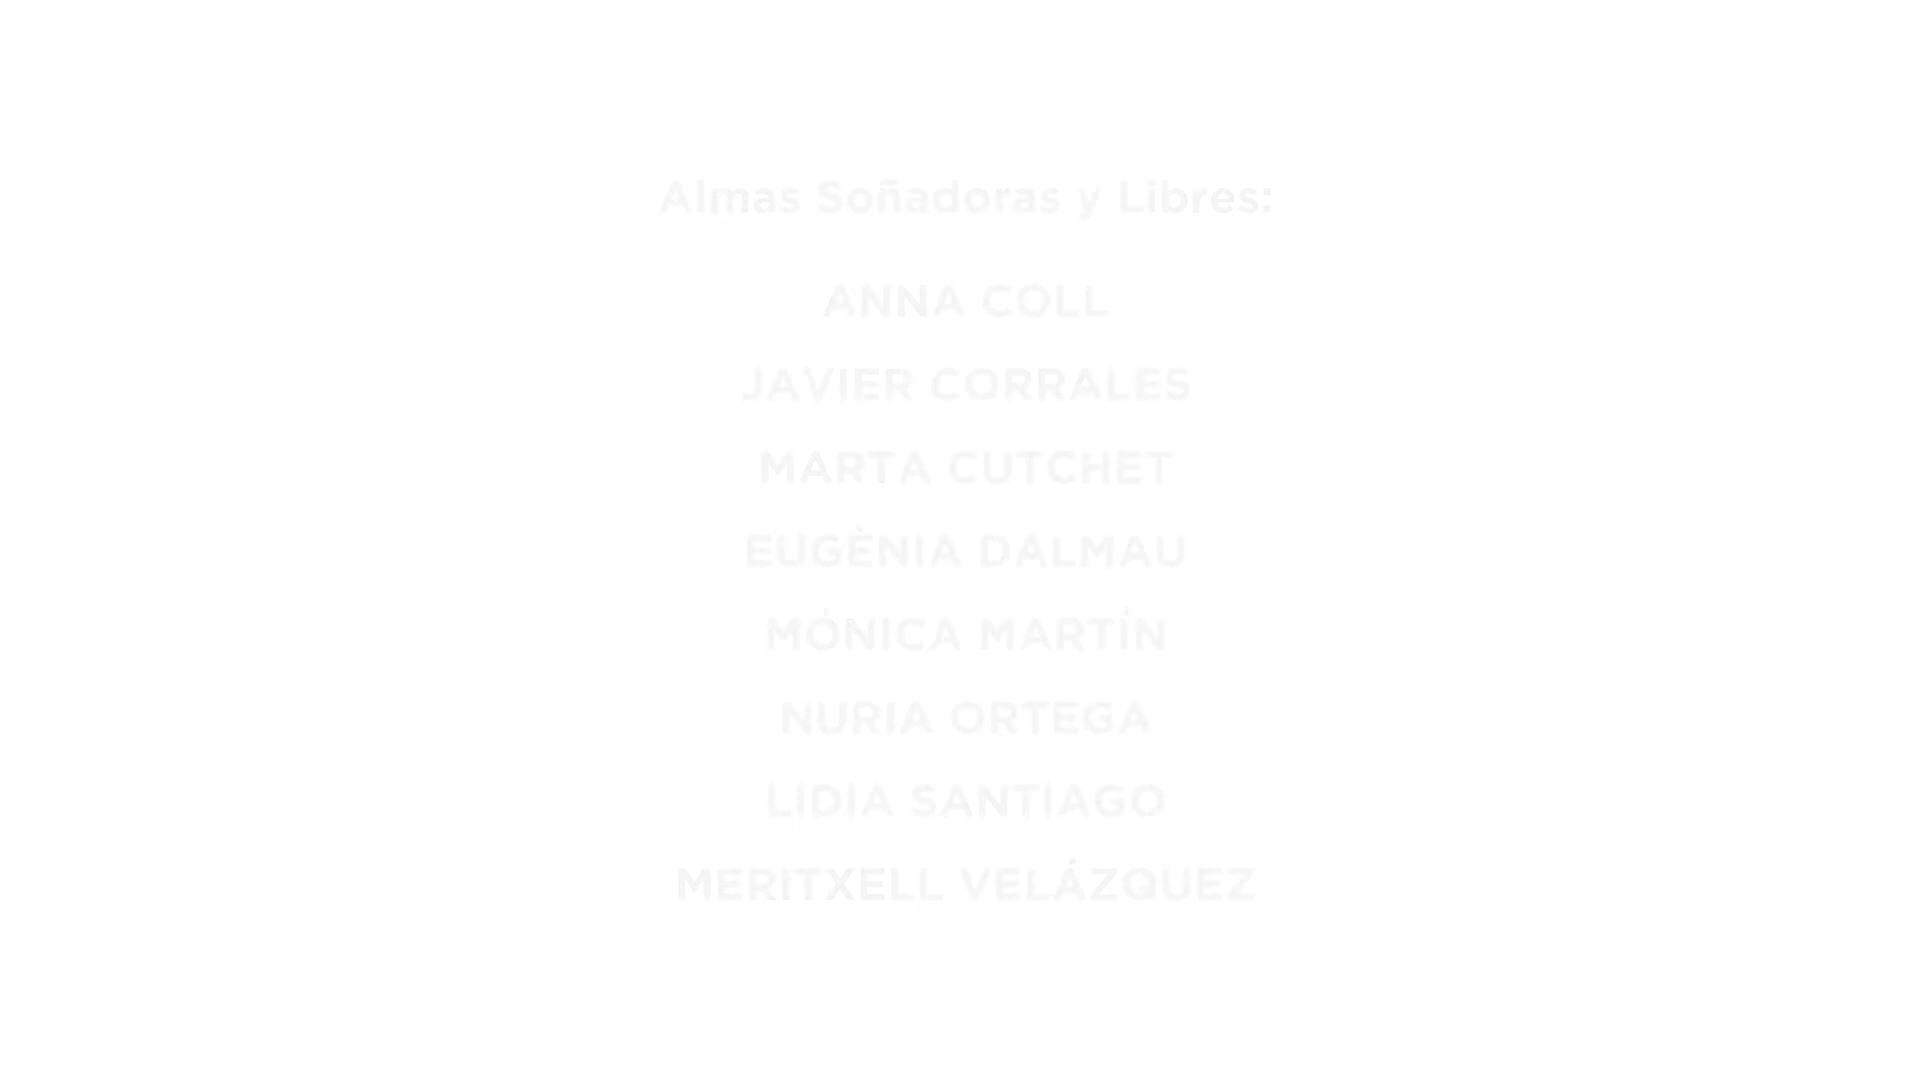 Almas Soñadoras y Libres:
ANNA COLL
JAVIER CORRALES
MARTA CUTCHET
EUGÈNIA DALMAU
MÓNICA MARTÍN
NURIA ORTEGA
LIDIA SANTIAGO
MERITXELL VELÁZQUEZ